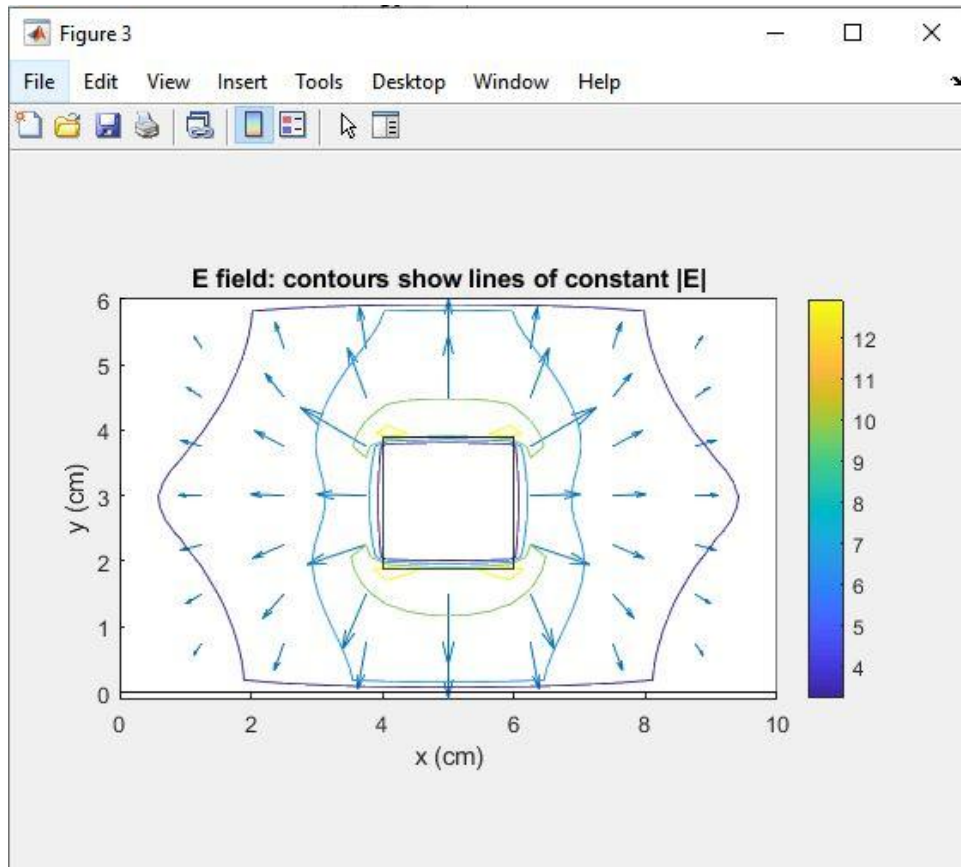 Figure 3
File Edit View Insert Tools Desktop Window Help
E field: contours show lines of constant |E|
6
5
4
3
2
1
0
y (cm)
0 2 4 6 8 10
x (cm)
12
11
10
9
8
7
6
5
4